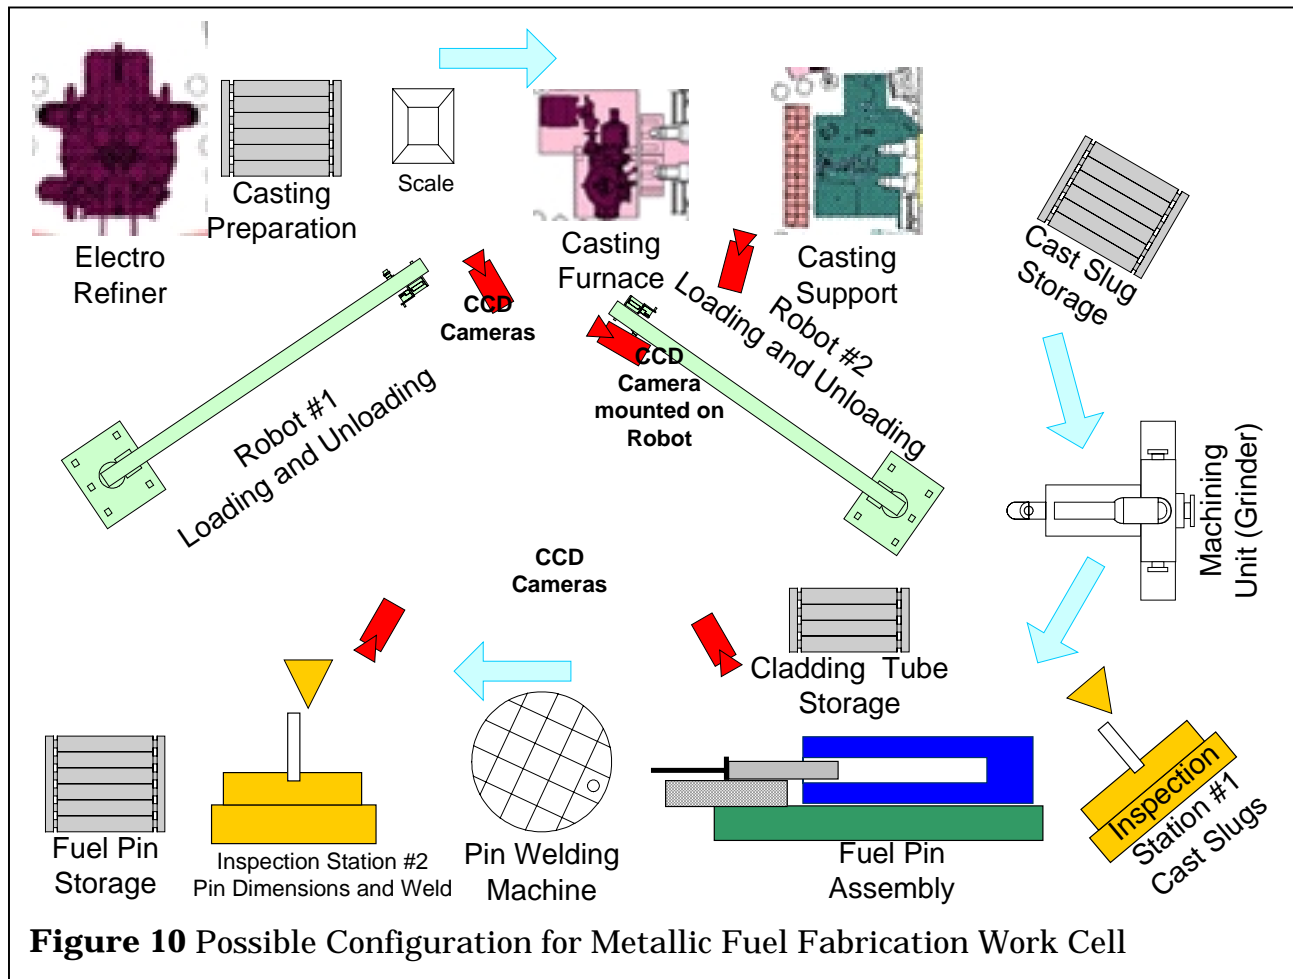 Electro
Refiner
Casting
Preparation
Scale
Casting
Furnace
Casting
Support
Cast Slug
Storage
CCD
Cameras
CCD
Camera
mounted on
Robot
Robot #1
Loading and Unloading
Robot #2
Loading and Unloading
Machining
Unit (Grinder)
CCD
Cameras
Cladding Tube
Storage
Inspection
Station #1
Cast Slugs
Fuel Pin
Storage
Inspection Station #2
Pin Dimensions and Weld
Pin Welding
Machine
Fuel Pin
Assembly
Figure 10 Possible Configuration for Metallic Fuel Fabrication Work Cell